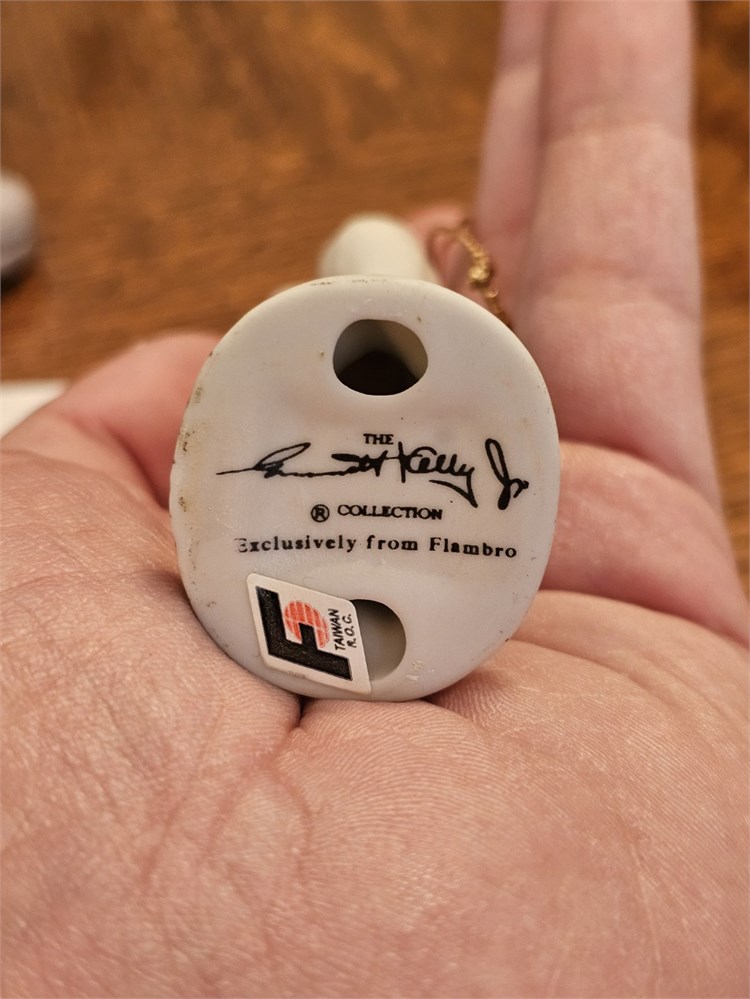 THE
Emmett Kelly Jr.
® COLLECTION
Exclusively from Flambro
F
TAIWAN
R.O.C.